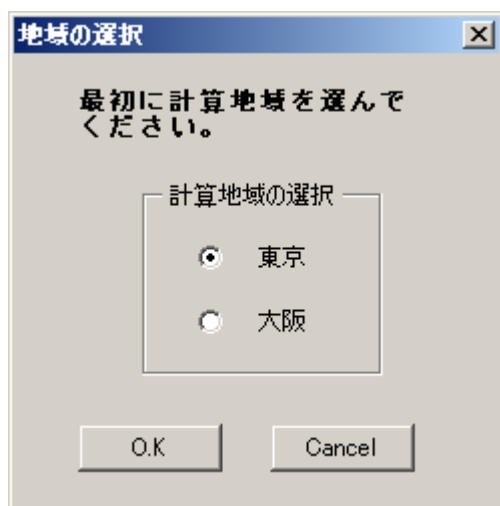 地域の選択
最初に計算地域を選んで
ください。
計算地域の選択
東京
大阪
O.K
Cancel